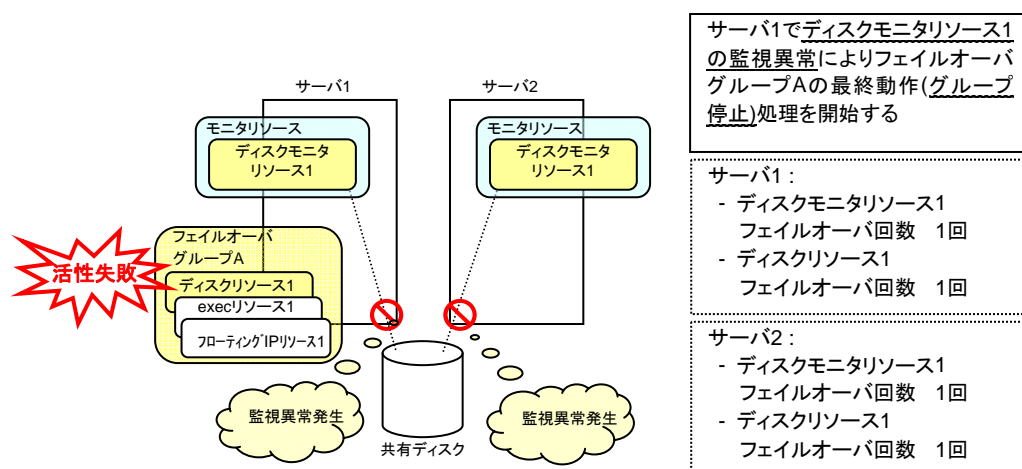 サーバ1でディスクモニタリソース1
の監視異常によりフェイルオーバ
グループAの最終動作(グループ
停止)処理を開始する
サーバ1
サーバ2
モニタリソース
ディスクモニタ
リソース1
モニタリソース
ディスクモニタ
リソース1
フェイルオーバ
グループA
活性失敗
ディスクリソース1
execリソース1
フローティングIPリソース1
監視異常発生
監視異常発生
共有ディスク
サーバ1 :
- ディスクモニタリソース1
フェイルオーバ回数 1回
- ディスクリソース1
フェイルオーバ回数 1回
サーバ2 :
- ディスクモニタリソース1
フェイルオーバ回数 1回
- ディスクリソース1
フェイルオーバ回数 1回